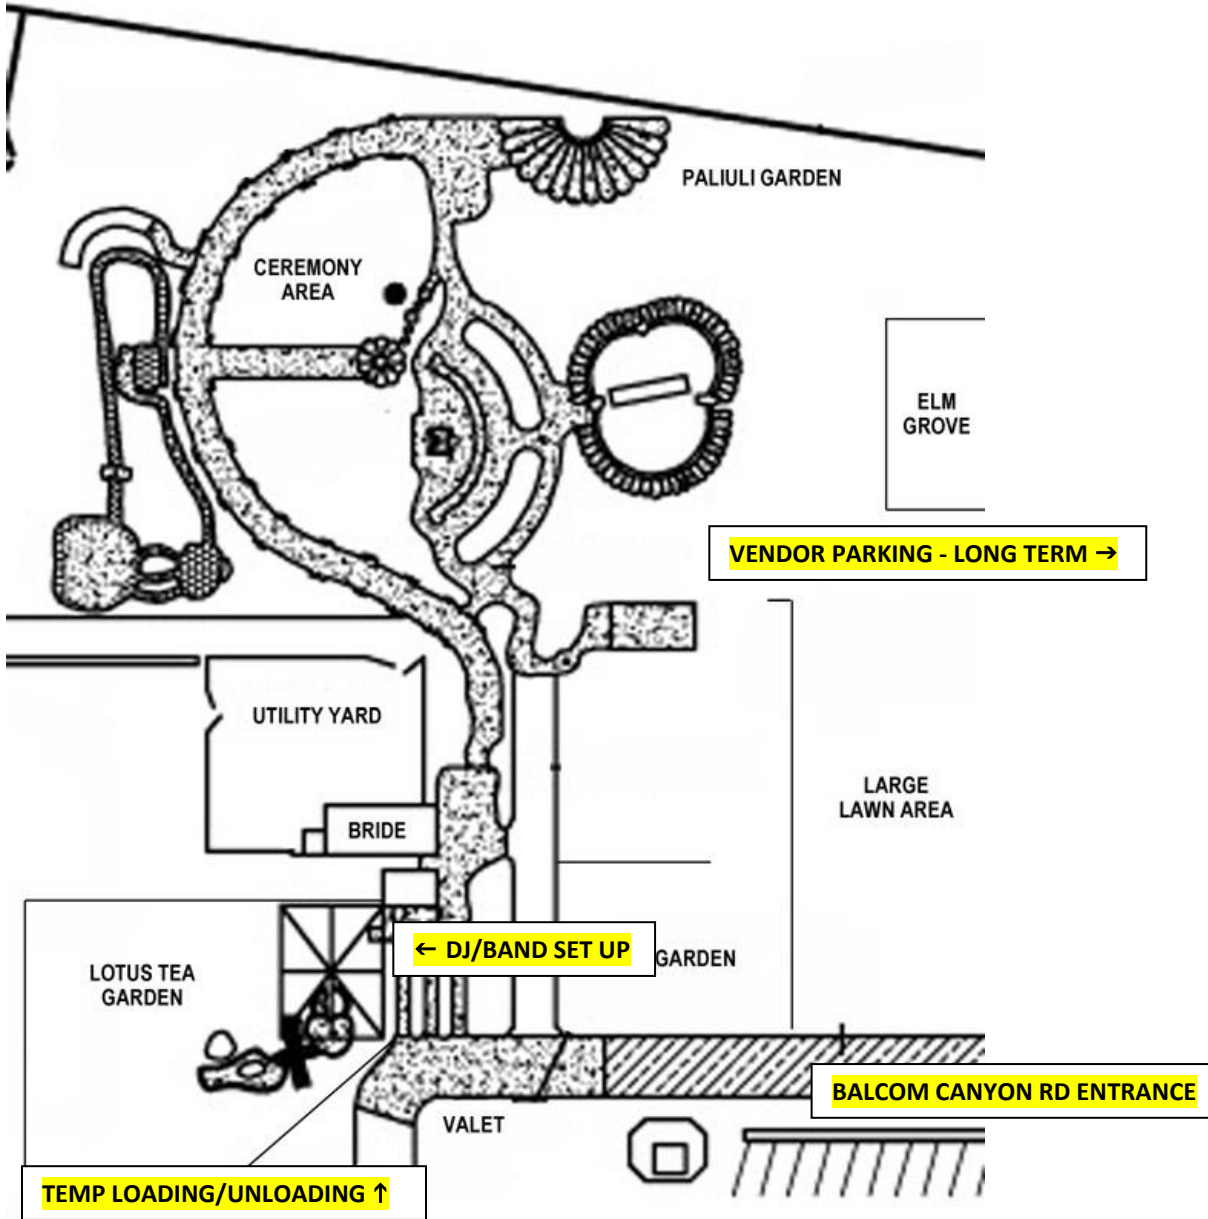 PALIULI GARDEN
CEREMONY
AREA
ELM
GROVE
VENDOR PARKING - LONG TERM →
UTILITY YARD
LARGE
LAWN AREA
BRIDE
← DJ/BAND SET UP
GARDEN
LOTUS TEA
GARDEN
BALCOM CANYON RD ENTRANCE
VALET
TEMP LOADING/UNLOADING ↑